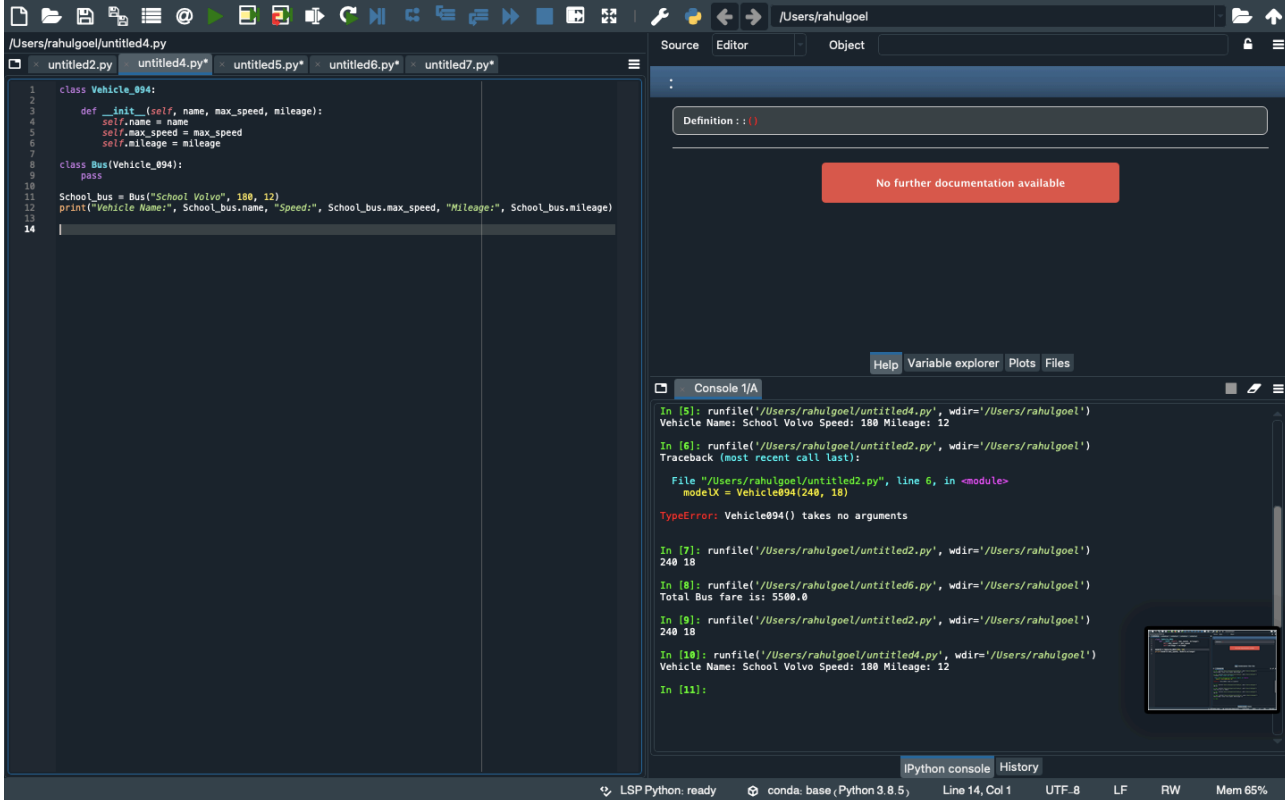 /Users/rahulgoel
/Users/rahulgoel/untitled4.py
untitled2.py untitled4.py* untitled5.py* untitled6.py* untitled7.py*
1 class Vehicle_094:
2
3 def __init__(self, name, max_speed, mileage):
4 self.name = name
5 self.max_speed = max_speed
6 self.mileage = mileage
7
8 class Bus(Vehicle_094):
9 pass
10
11 School_bus = Bus("School Volvo", 180, 12)
12 print("Vehicle Name:", School_bus.name, "Speed:", School_bus.max_speed, "Mileage:", School_bus.mileage)
13
14
Source Editor Object
:
Definition : :()
No further documentation available
Help Variable explorer Plots Files
Console 1/A
In [5]: runfile('/Users/rahulgoel/untitled4.py', wdir='/Users/rahulgoel')
Vehicle Name: School Volvo Speed: 180 Mileage: 12
In [6]: runfile('/Users/rahulgoel/untitled2.py', wdir='/Users/rahulgoel')
Traceback (most recent call last):
File "/Users/rahulgoel/untitled2.py", line 6, in <module>
modelX = Vehicle094(240, 18)
TypeError: Vehicle094() takes no arguments
In [7]: runfile('/Users/rahulgoel/untitled2.py', wdir='/Users/rahulgoel')
240 18
In [8]: runfile('/Users/rahulgoel/untitled6.py', wdir='/Users/rahulgoel')
Total Bus fare is: 5500.0
In [9]: runfile('/Users/rahulgoel/untitled2.py', wdir='/Users/rahulgoel')
240 18
In [10]: runfile('/Users/rahulgoel/untitled4.py', wdir='/Users/rahulgoel')
Vehicle Name: School Volvo Speed: 180 Mileage: 12
In [11]:
IPython console History
LSP Python: ready conda: base (Python 3.8.5) Line 14, Col 1 UTF-8 LF RW Mem 65%